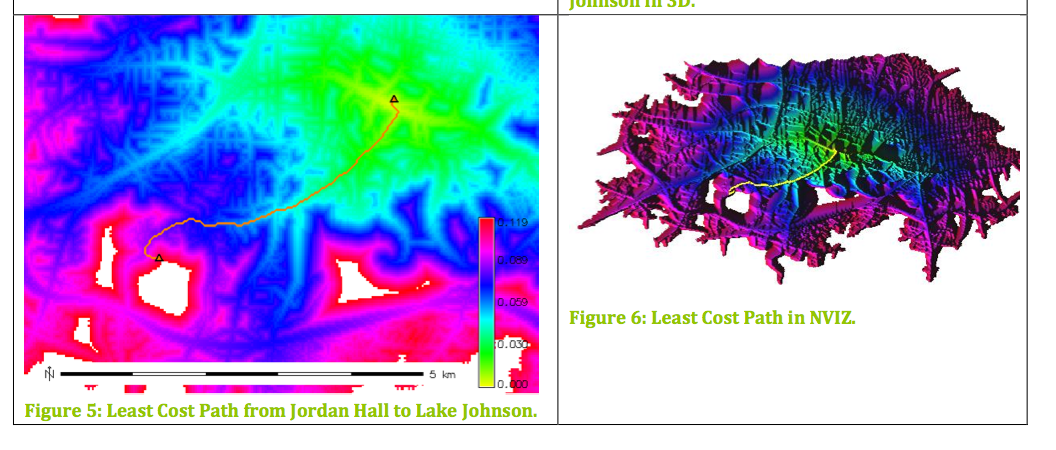 Johnson in 3D.
0.119
0.089
0.059
0.030
0.000
N
5 km
Figure 5: Least Cost Path from Jordan Hall to Lake Johnson.
Figure 6: Least Cost Path in NVIZ.